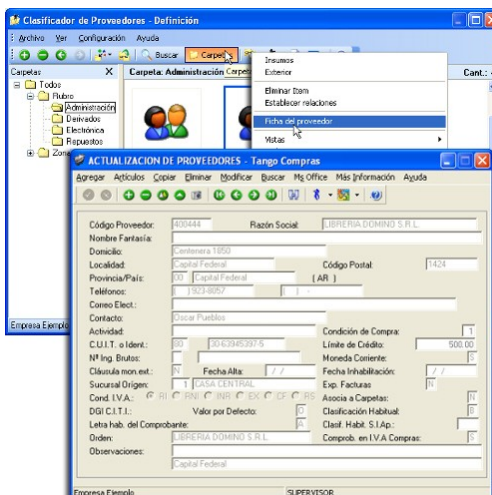 Clasificador de Proveedores - Definición
Archivo Ver Configuración Ayuda
Buscar Carpetas
Carpetas X Carpeta: Administración Cant.:
Todos
Rubro
Administración
Derivados
Electrónica
Repuestos
Insumos
Exterior
Eliminar Item
Establecer relaciones
Ficha del proveedor
Vistas
Empresa Ejemplo
ACTUALIZACION DE PROVEEDORES - Tango Compras
Agregar Artículos Copiar Eliminar Modificar Buscar Ms Office Más Información Ayuda
Código Proveedor: 400444 Razón Social: LIBRERIA DOMINO S.R.L.
Nombre Fantasía:
Domicilio: Centenera 1850
Localidad: Capital Federal Código Postal: 1424
Provincia/País: 00 Capital Federal ( AR )
Teléfonos: ( ) 923-8057 ( ) -
Correo Elect.:
Contacto: Oscar Pueblos
Actividad: Condición de Compra: 1
C.U.I.T. o Ident.: 80 30-63945397-5 Límite de Crédito: 500.00
Nº Ing. Brutos: Moneda Corriente: S
Cláusula mon.ext.: N Fecha Alta: / / Fecha Inhabilitación: / /
Sucursal Origen: 1 CASA CENTRAL Exp. Facturas N
Cond. I.V.A.: RI RNI INR EX CF RS Asocia a Carpetas: N
DGI C.I.T.I.: Valor por Defecto: O Clasificación Habitual: B
Letra hab. del Comprobante: A Clasif. Habit. S.I.Ap.:
Orden: LIBRERIA DOMINO S.R.L. Comprob. en I.V.A Compras: S
Observaciones:
Capital Federal
Empresa Ejemplo SUPERVISOR